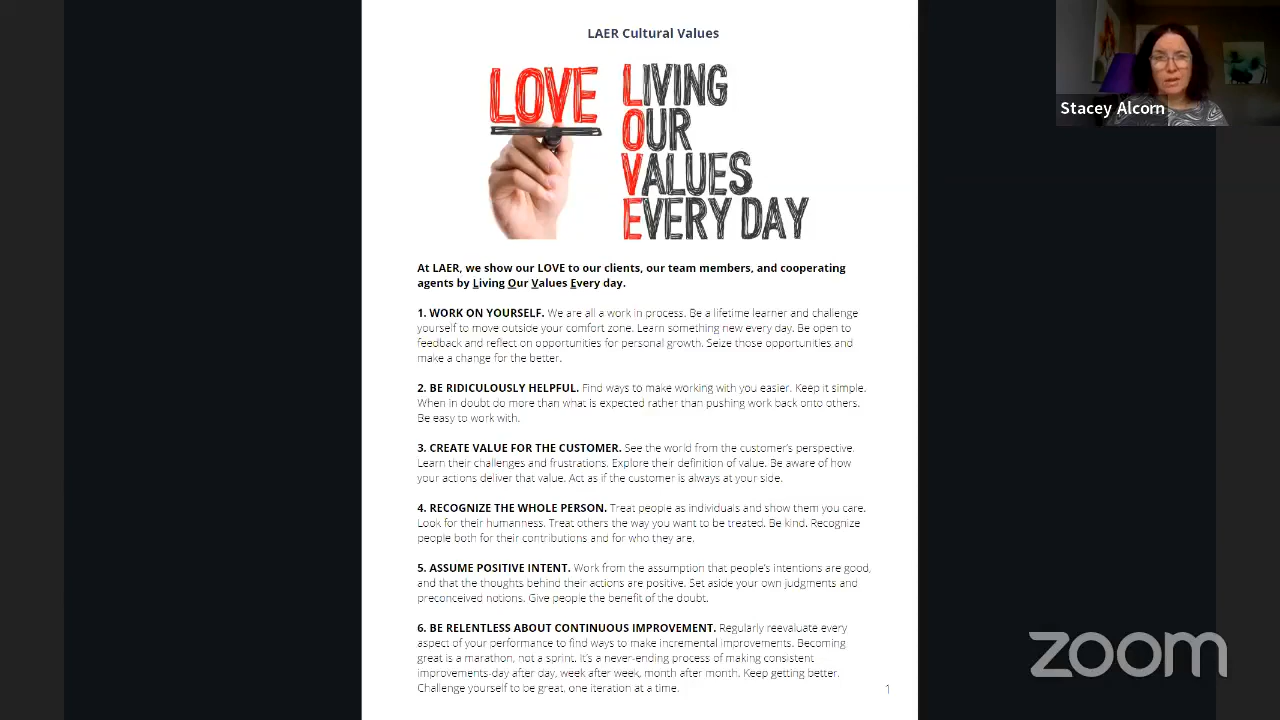 LAER Cultural Values
Stacey Alcorn
LOVE LIVING
OUR
VALUES
EVERY DAY
At LAER, we show our LOVE to our clients, our team members, and cooperating
agents by Living Our Values Every day.
1. WORK ON YOURSELF. We are all a work in process. Be a lifetime learner and challenge
yourself to move outside your comfort zone. Learn something new every day. Be open to
feedback and reflect on opportunities for personal growth. Seize those opportunities and
make a change for the better.
2. BE RIDICULOUSLY HELPFUL. Find ways to make working with you easier. Keep it simple.
When in doubt do more than what is expected rather than pushing work back onto others.
Be easy to work with.
3. CREATE VALUE FOR THE CUSTOMER. See the world from the customer's perspective.
Learn their challenges and frustrations. Explore their definition of value. Be aware of how
your actions deliver that value. Act as if the customer is always at your side.
4. RECOGNIZE THE WHOLE PERSON. Treat people as individuals and show them you care.
Look for their humanness. Treat others the way you want to be treated. Be kind. Recognize
people both for their contributions and for who they are.
5. ASSUME POSITIVE INTENT. Work from the assumption that people's intentions are good,
and that the thoughts behind their actions are positive. Set aside your own judgments and
preconceived notions. Give people the benefit of the doubt.
6. BE RELENTLESS ABOUT CONTINUOUS IMPROVEMENT. Regularly reevaluate every
aspect of your performance to find ways to make incremental improvements. Becoming
great is a marathon, not a sprint. It's a never-ending process of making consistent
improvements-day after day, week after week, month after month. Keep getting better.
Challenge yourself to be great, one iteration at a time.
1
zoom